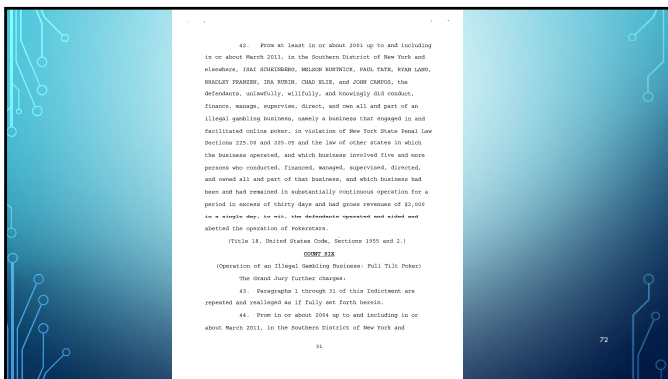 42. From at least in or about 2001 up to and including
in or about March 2011, in the Southern District of New York and
elsewhere, ISAI SCHEINBERG, NELSON BURTNICK, PAUL TATE, RYAN LANG,
BRADLEY FRANZEN, IRA RUBIN, CHAD ELIE, and JOHN CAMPOS, the
defendants, unlawfully, willfully, and knowingly did conduct,
finance, manage, supervise, direct, and own all and part of an
illegal gambling business, namely a business that engaged in and
facilitated online poker, in violation of New York State Penal Law
Sections 225.00 and 225.05 and the law of other states in which
the business operated, and which business involved five and more
persons who conducted, financed, managed, supervised, directed,
and owned all and part of that business, and which business had
been and had remained in substantially continuous operation for a
period in excess of thirty days and had gross revenues of $2,000
in a single day, to wit, the defendants operated and aided and
abetted the operation of Pokerstars.
(Title 18, United States Code, Sections 1955 and 2.)
COUNT SIX
(Operation of an Illegal Gambling Business: Full Tilt Poker)
The Grand Jury further charges:
43. Paragraphs 1 through 31 of this Indictment are
repeated and realleged as if fully set forth herein.
44. From in or about 2004 up to and including in or
about March 2011, in the Southern District of New York and
31
72